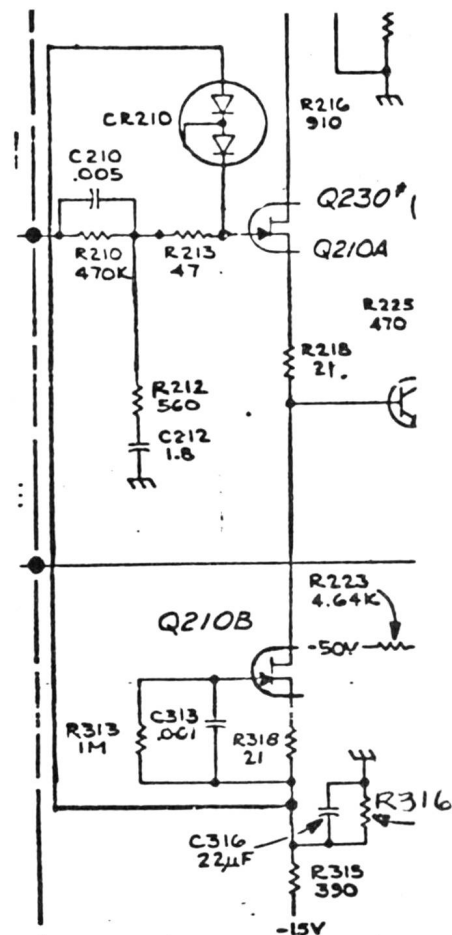 R216
910
CR210
C210
.005
Q230*(
Q210A
R210
470K
R213
47
R225
470
R218
21.
R212
560
C212
1.8
R223
4.64K
Q210B
-50V
R313
1M
C313
.001
R318
21
R316
C316
22µF
R315
390
-15V